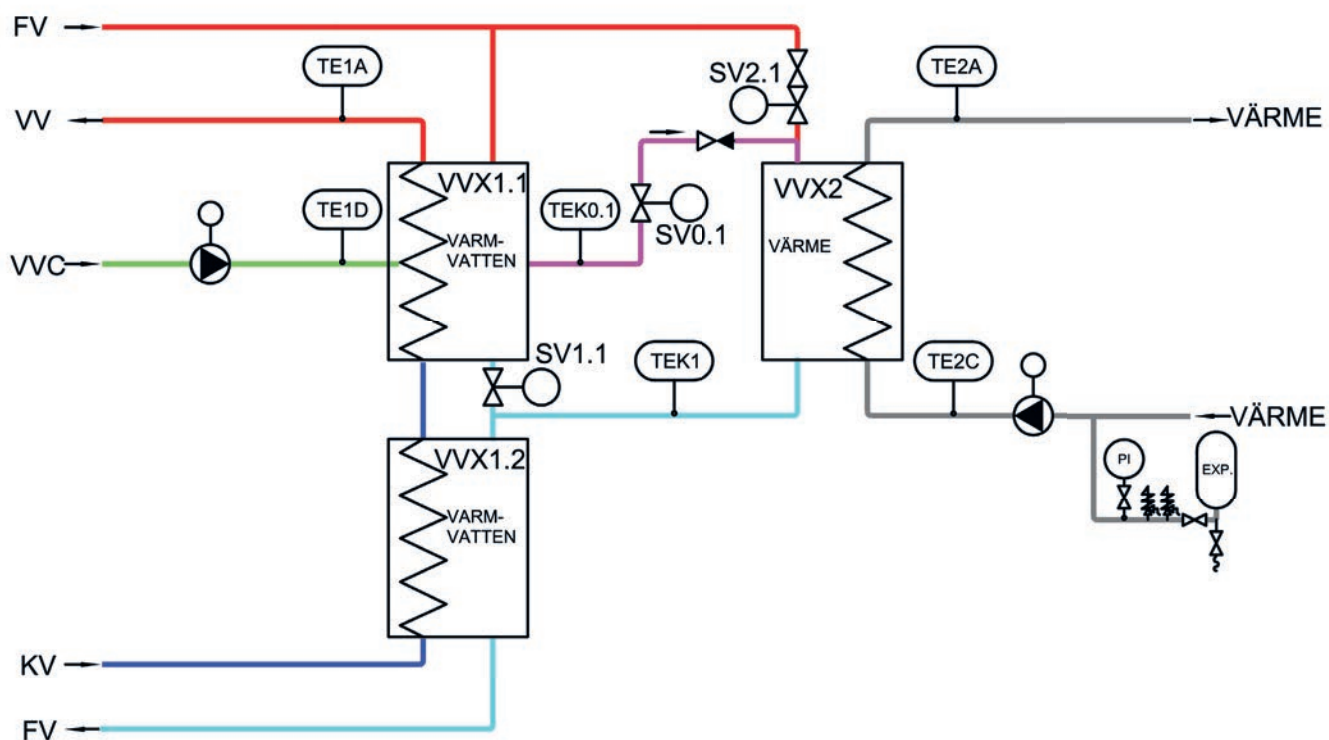 FV
TE1A
SV2.1
TE2A
VV
VÄRME
VVX1.1
VVX2
TE1D
TEK0.1
SV0.1
VARM-
VATTEN
VÄRME
VVC
SV1.1
TEK1
TE2C
VÄRME
VVX1.2
PI
EXP.
VARM-
VATTEN
KV
FV